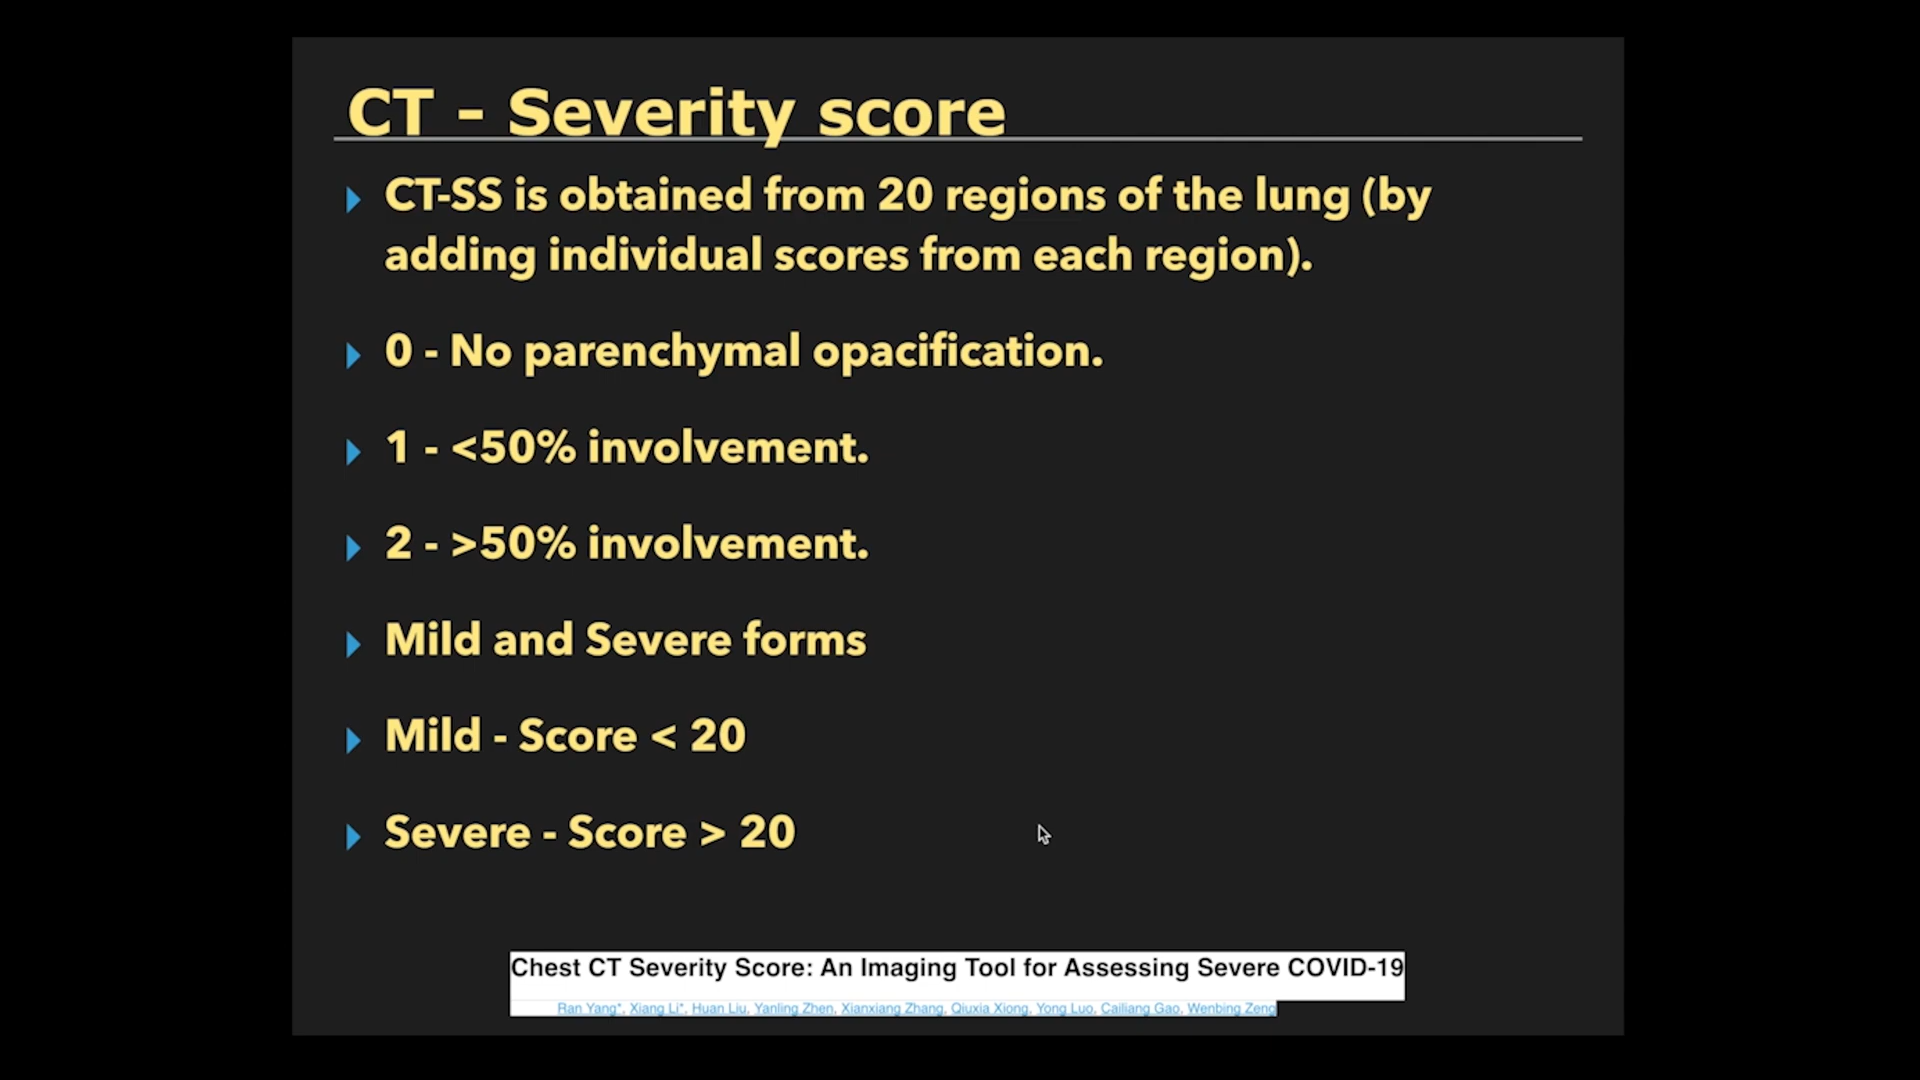 CT - Severity score
CT-SS is obtained from 20 regions of the lung (by
adding individual scores from each region).
0 - No parenchymal opacification.
1 - <50% involvement.
2 - >50% involvement.
Mild and Severe forms
Mild - Score < 20
Severe - Score > 20
Chest CT Severity Score: An Imaging Tool for Assessing Severe COVID-19
Ran Yang*, Xiang Li*, Huan Liu, Yanling Zhen, Xianxiang Zhang, Qiuxia Xiong, Yong Luo, Cailiang Gao, Wenbing Zeng